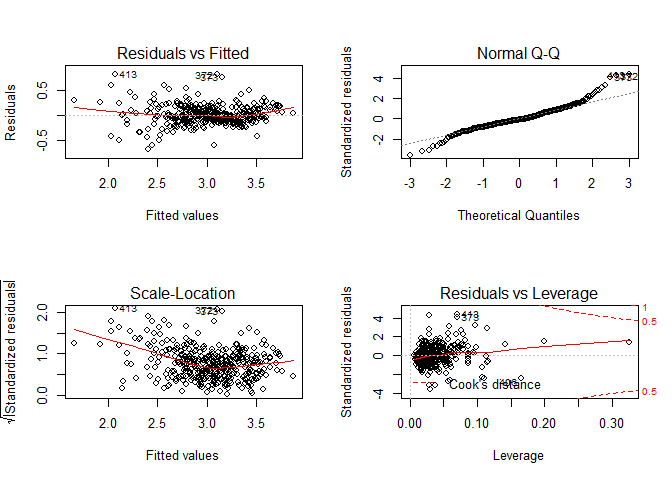 Residuals vs Fitted
Residuals
0.5
-0.5
413
372
373
2.0 2.5 3.0 3.5
Fitted values
Normal Q-Q
Standardized residuals
4
2
0
-2
-3 -2 -1 0 1 2 3
Theoretical Quantiles
Scale-Location
√|Standardized residuals|
2.0
1.0
0.0
413
373
2.0 2.5 3.0 3.5
Fitted values
Residuals vs Leverage
Standardized residuals
4
2
0
-4
413
373
1
0.5
0.5
Cook's distance
0.00 0.10 0.20 0.30
Leverage